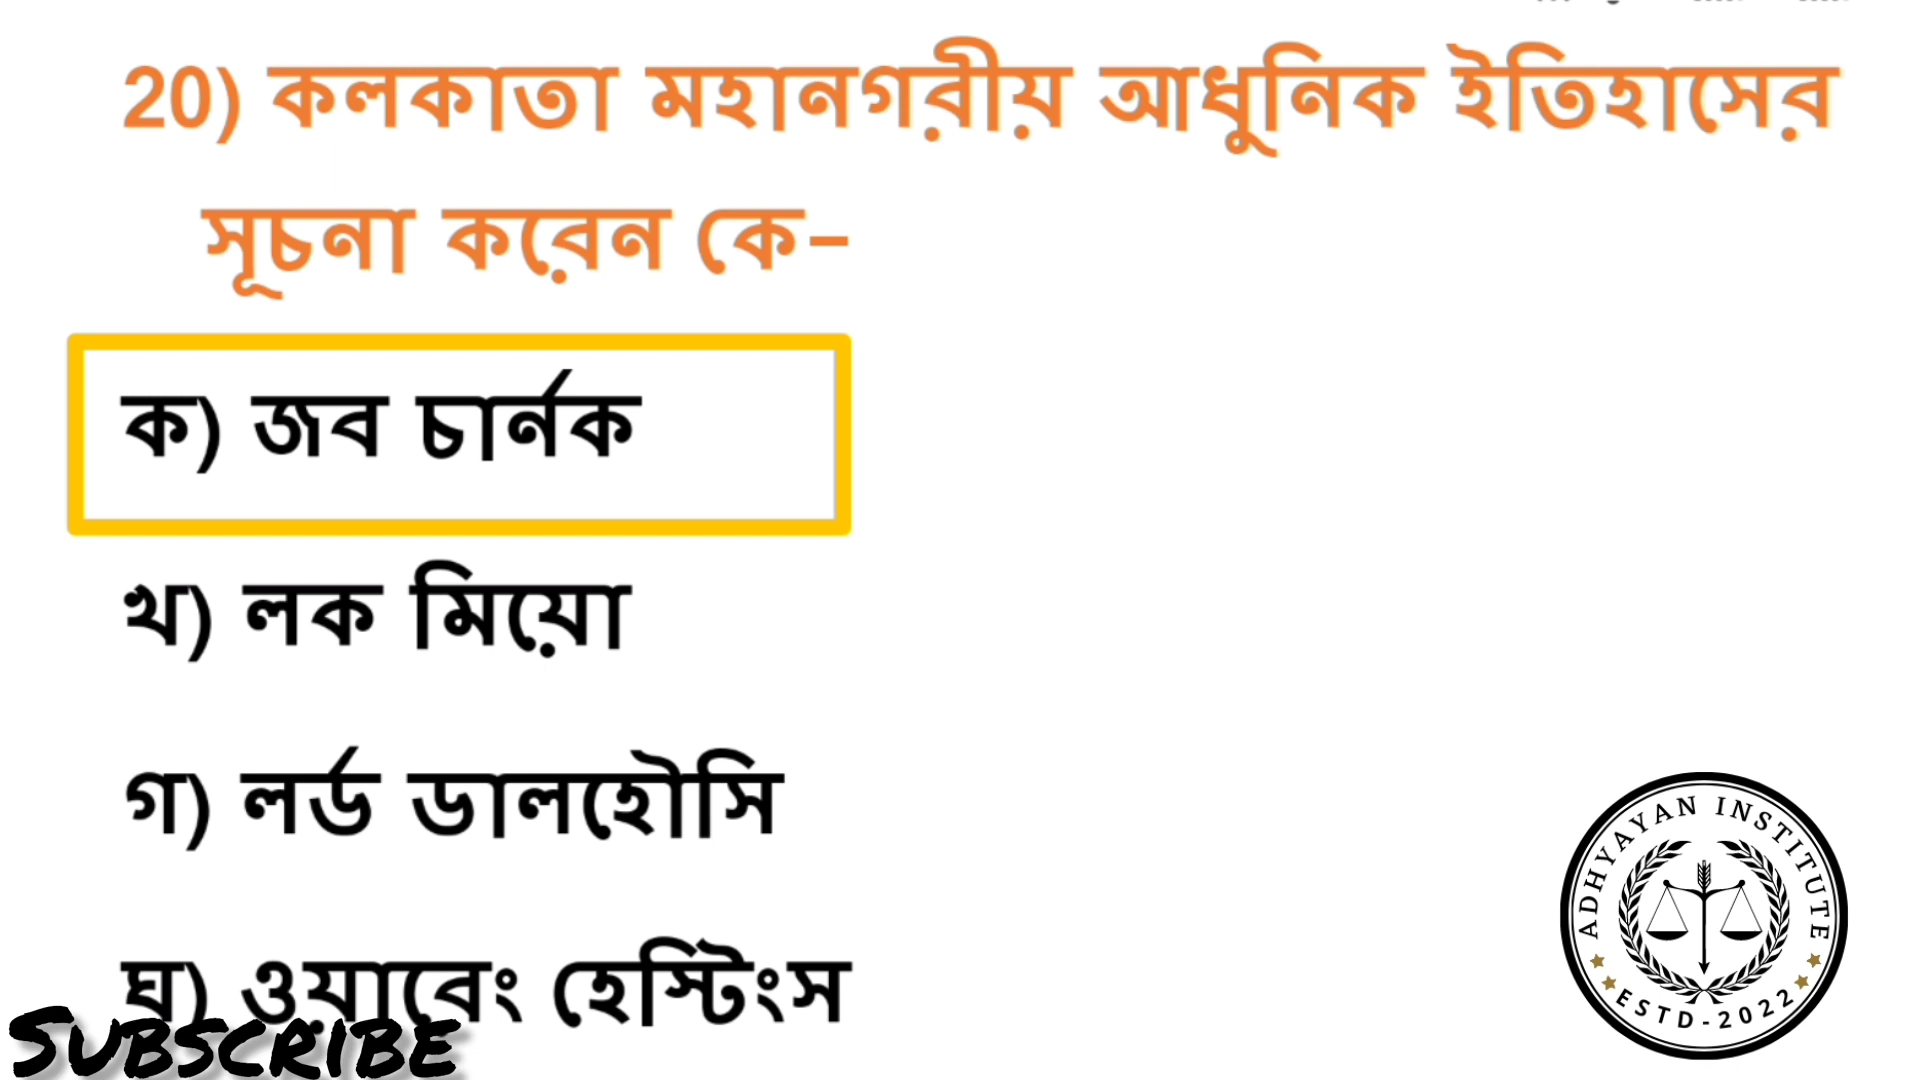 20) কলকাতা মহানগরীয় আধুনিক ইতিহাসের
সূচনা করেন কে–
ক) জব চার্নক
খ) লক মিয়ো
গ) লর্ড ডালহৌসি
ঘ) ওয়ারেং হেস্টিংস
SUBSCRIBE
ADHYAYAN INSTITUTE
ESTD-2022